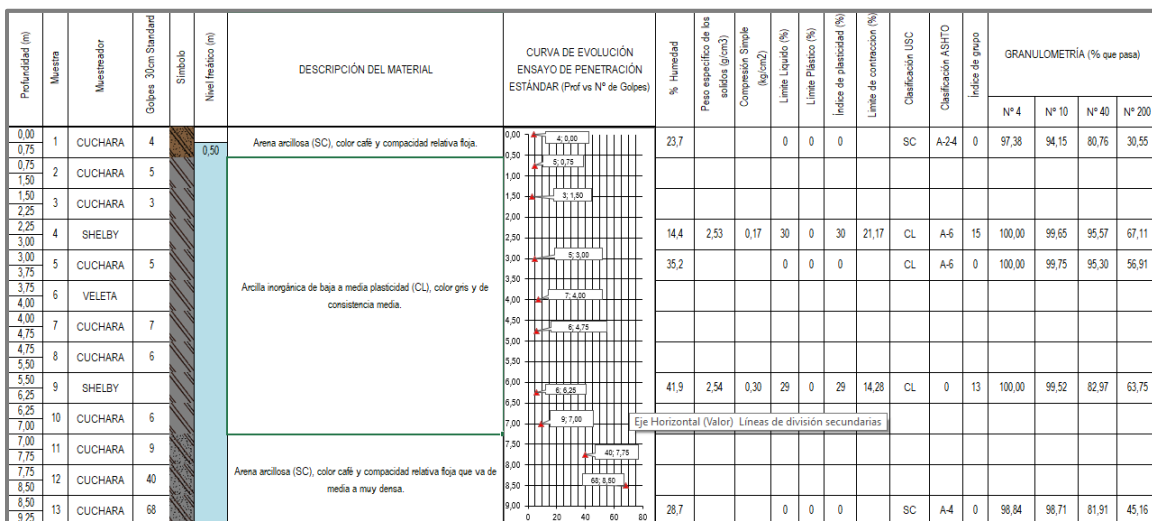 Profundidad (m)
Muestra
Muestreador
Golpes 30cm Standard
Símbolo
Nivel freático (m)
DESCRIPCIÓN DEL MATERIAL
CURVA DE EVOLUCIÓN
ENSAYO DE PENETRACIÓN
ESTÁNDAR (Prof vs Nº de Golpes)
% Humedad
Peso específico de los
solidos (g/cm3)
Compresión Simple
(kg/cm2)
Límite Líquido (%)
Límite Plástico (%)
Índice de plasticidad (%)
Limite de contracción (%)
Clasificación USC
Clasificación ASHTO
Índice de grupo
GRANULOMETRÍA (% que pasa)
Nº 4 Nº 10 Nº 40 Nº 200
0,00
0,75
1 CUCHARA 4
0,50
Arena arcillosa (SC), color café y compacidad relativa floja.
23,7 0 0 0 SC A-2-4 0 97,38 94,15 80,76 30,55
0,75
1,50
2 CUCHARA 5
1,50
2,25
3 CUCHARA 3
2,25
3,00
4 SHELBY
14,4 2,53 0,17 30 0 30 21,17 CL A-6 15 100,00 99,65 95,57 67,11
3,00
3,75
5 CUCHARA 5
35,2 0 0 0 CL A-6 0 100,00 99,75 95,30 56,91
Arcilla inorgánica de baja a media plasticidad (CL), color gris y de
consistencia media.
3,75
4,00
6 VELETA
4,00
4,75
7 CUCHARA 7
4,75
5,50
8 CUCHARA 6
5,50
6,25
9 SHELBY
41,9 2,54 0,30 29 0 29 14,28 CL 0 13 100,00 99,52 82,97 63,75
6,25
7,00
10 CUCHARA 6
Eje Horizontal (Valor) Líneas de división secundarias
7,00
7,75
11 CUCHARA 9
Arena arcillosa (SC), color café y compacidad relativa floja que va de
media a muy densa.
7,75
8,50
12 CUCHARA 40
8,50
9,25
13 CUCHARA 68
28,7 0 0 0 SC A-4 0 98,84 98,71 81,91 45,16
0,00
0,50
1,00
1,50
2,00
2,50
3,00
3,50
4,00
4,50
5,00
5,50
6,00
6,50
7,00
7,50
8,00
8,50
9,00
4; 0,00
5; 0,75
3; 1,50
5; 3,00
7; 4,00
6; 4,75
6; 6,25
9; 7,00
40; 7,75
68; 8,50
0 20 40 60 80